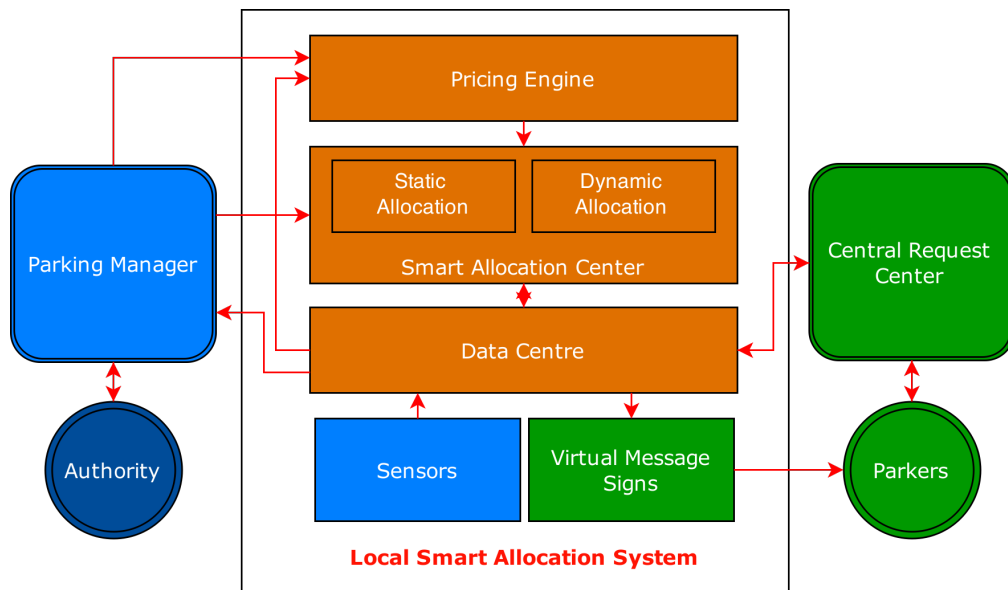 Pricing Engine
Static
Allocation
Dynamic
Allocation
Smart Allocation Center
Parking Manager
Central Request
Center
Data Centre
Authority
Sensors
Virtual Message
Signs
Parkers
Local Smart Allocation System